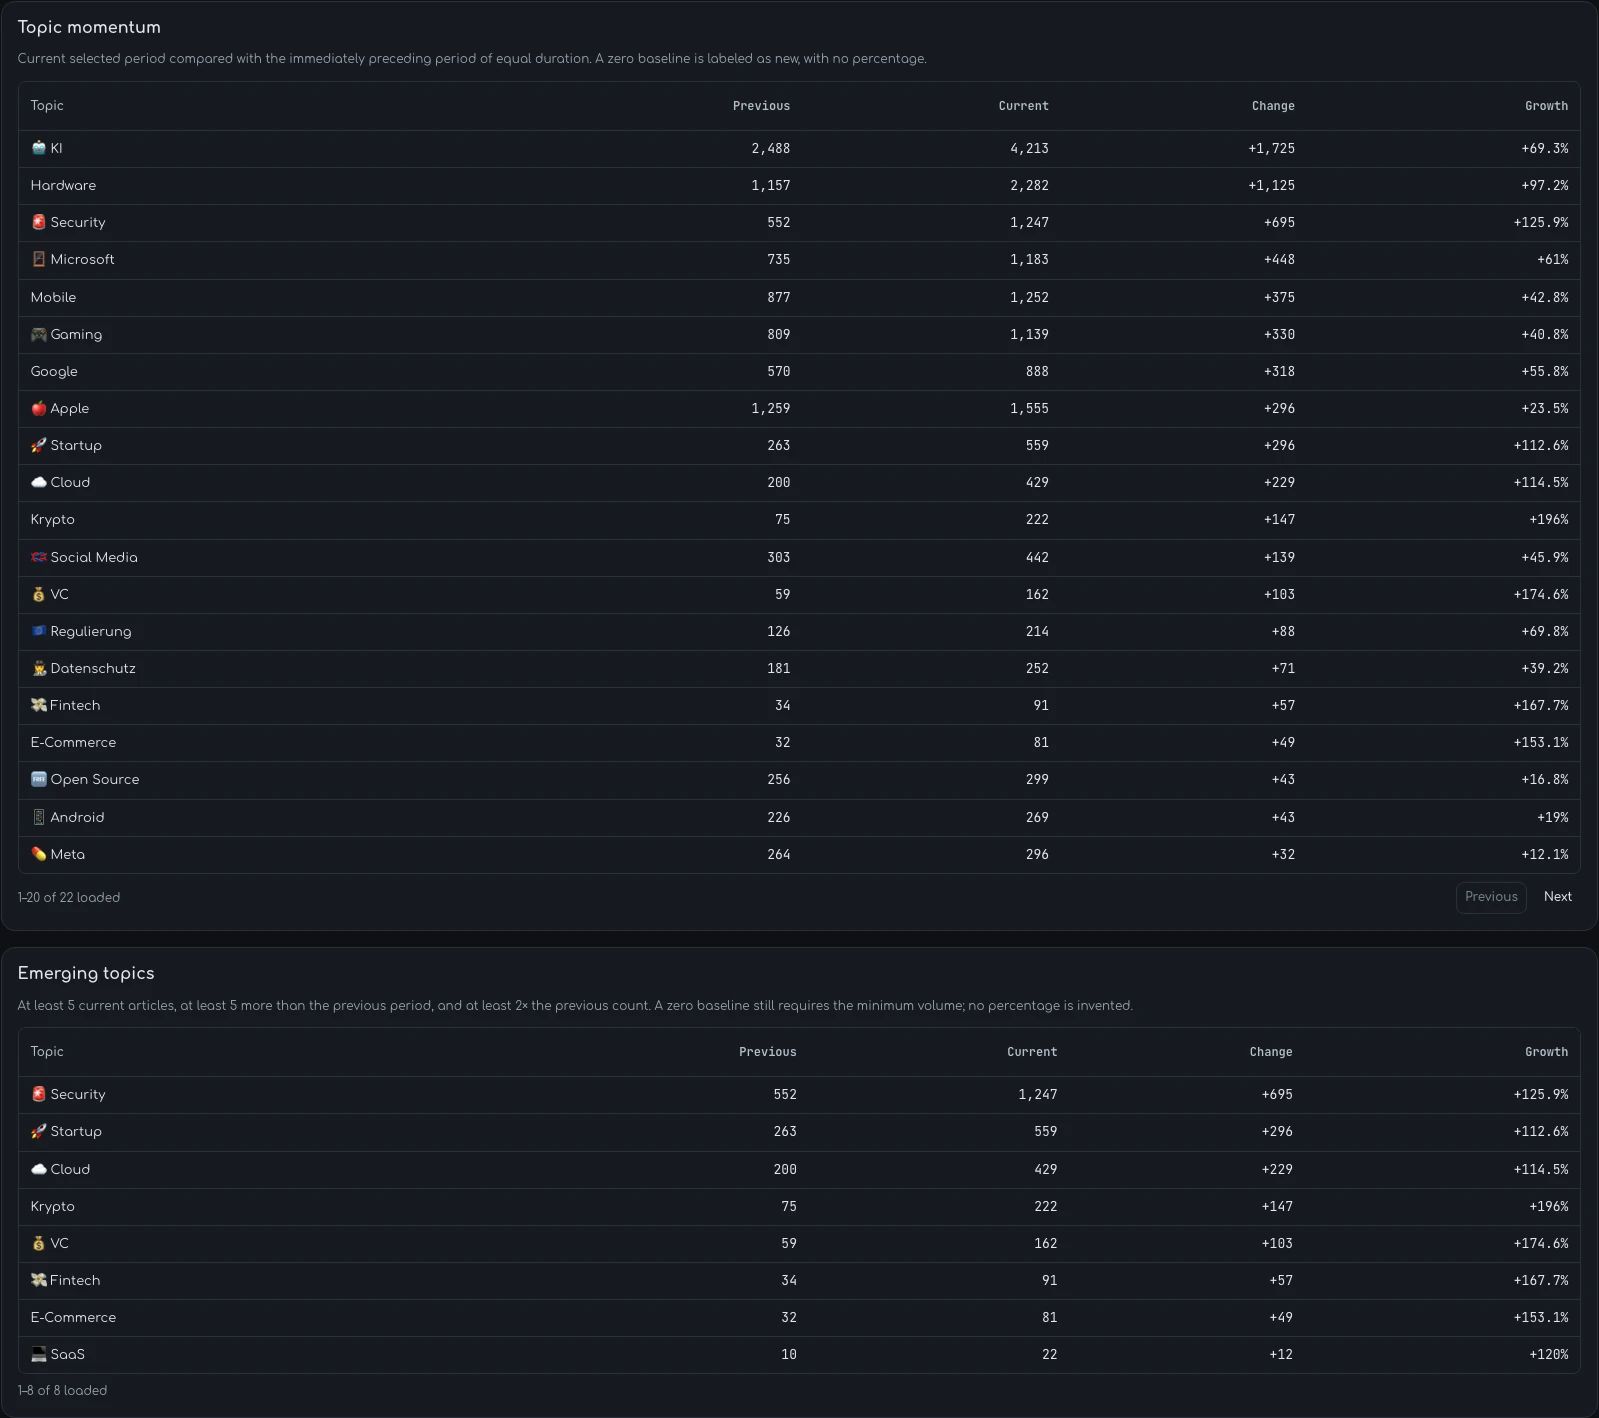 Topic momentum
Current selected period compared with the immediately preceding period of equal duration. A zero baseline is labeled as new, with no percentage.
Topic Previous Current Change Growth
🤖 KI 2,488 4,213 +1,725 +69.3%
Hardware 1,157 2,282 +1,125 +97.2%
🚨 Security 552 1,247 +695 +125.9%
Microsoft 735 1,183 +448 +61%
Mobile 877 1,252 +375 +42.8%
🎮 Gaming 809 1,139 +330 +40.8%
Google 570 888 +318 +55.8%
🍎 Apple 1,259 1,555 +296 +23.5%
🚀 Startup 263 559 +296 +112.6%
☁️ Cloud 200 429 +229 +114.5%
Krypto 75 222 +147 +196%
Social Media 303 442 +139 +45.9%
💰 VC 59 162 +103 +174.6%
Regulierung 126 214 +88 +69.8%
Datenschutz 181 252 +71 +39.2%
💸 Fintech 34 91 +57 +167.7%
E-Commerce 32 81 +49 +153.1%
Open Source 256 299 +43 +16.8%
Android 226 269 +43 +19%
💊 Meta 264 296 +32 +12.1%
1–20 of 22 loaded
Previous Next
Emerging topics
At least 5 current articles, at least 5 more than the previous period, and at least 2× the previous count. A zero baseline still requires the minimum volume; no percentage is invented.
Topic Previous Current Change Growth
🚨 Security 552 1,247 +695 +125.9%
🚀 Startup 263 559 +296 +112.6%
☁️ Cloud 200 429 +229 +114.5%
Krypto 75 222 +147 +196%
💰 VC 59 162 +103 +174.6%
💸 Fintech 34 91 +57 +167.7%
E-Commerce 32 81 +49 +153.1%
SaaS 10 22 +12 +120%
1–8 of 8 loaded